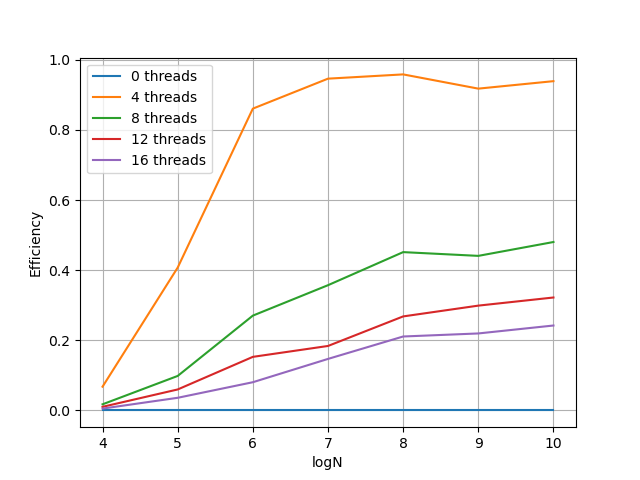 1.0
0.8
0.6
0.4
0.2
0.0
Efficiency
0 threads
4 threads
8 threads
12 threads
16 threads
4 5 6 7 8 9 10
logN